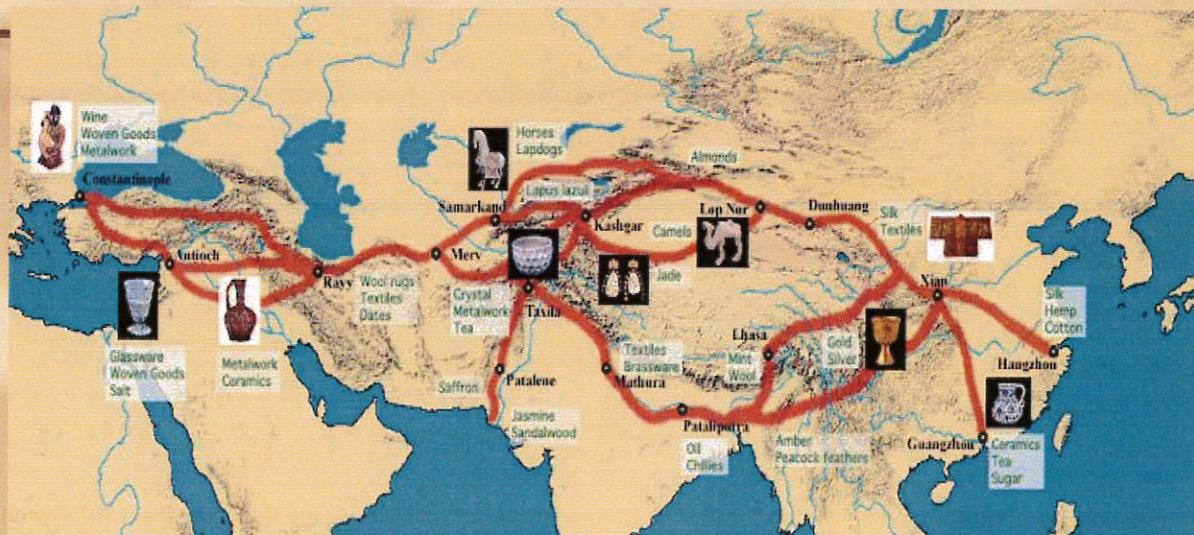 Wine
Woven Goods
Metalwork
Constantinople
Horses
Lapdogs
Almonds
Lapus lazuli
Samarkand
Kashgar
Lop Nor
Dunhuang
Silk
Textiles
Camels
Antioch
Merv
Rayy
Wool rugs
Textiles
Dates
Crystal
Metalwork
Tea
Taxila
Jade
Xian
Silk
Hemp
Cotton
Hangzhou
Glassware
Woven Goods
Salt
Metalwork
Ceramics
Lhasa
Gold
Silver
Mint
Wool
Textiles
Brassware
Mathura
Saffron
Patalene
Jasmine
Sandalwood
Pataliputra
Oil
Chillies
Amber
Peacock feathers
Guangzhou
Ceramics
Tea
Sugar